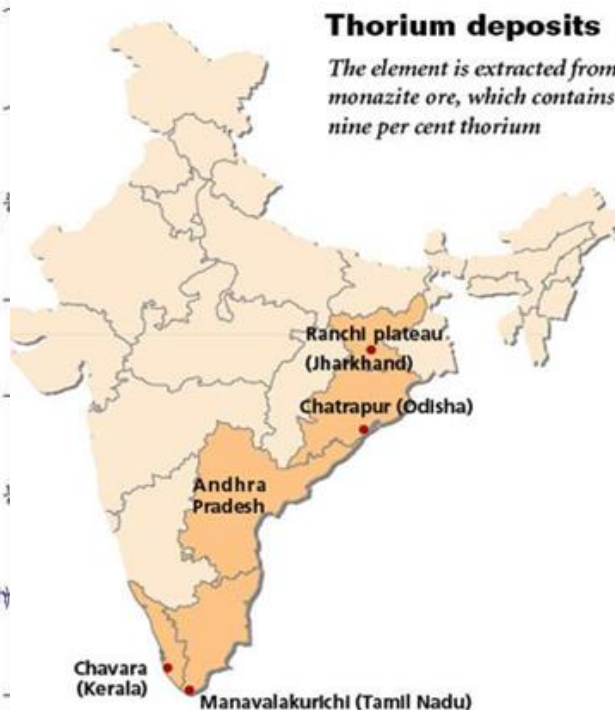 Thorium deposits
The element is extracted from
monazite ore, which contains
nine per cent thorium
Ranchi plateau
(Jharkhand)
Chatrapur (Odisha)
Andhra
Pradesh
Chavara
(Kerala)
Manavalakurichi (Tamil Nadu)